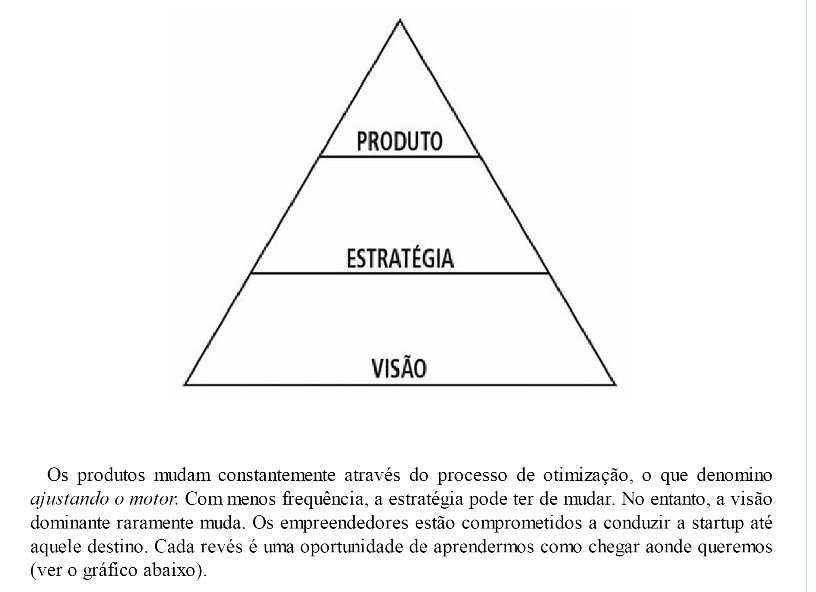 PRODUTO
ESTRATÉGIA
VISÃO
Os produtos mudam constantemente através do processo de otimização, o que denomino
ajustando o motor. Com menos frequência, a estratégia pode ter de mudar. No entanto, a visão
dominante raramente muda. Os empreendedores estão comprometidos a conduzir a startup até
aquele destino. Cada revés é uma oportunidade de aprendermos como chegar aonde queremos
(ver o gráfico abaixo).